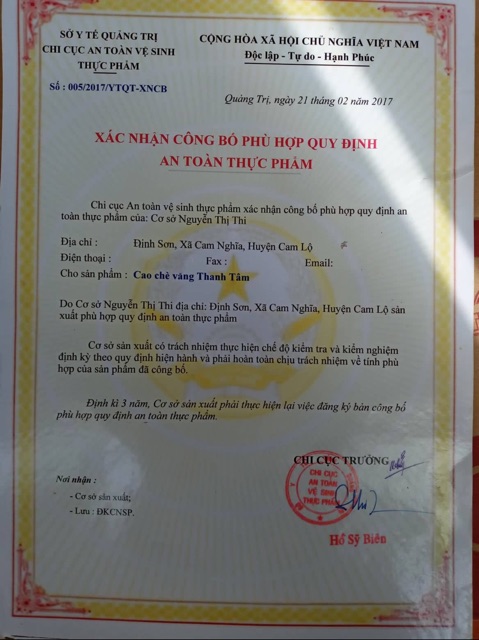 SỞ Y TẾ QUẢNG TRỊ
CHI CỤC AN TOÀN VỆ SINH
THỰC PHẨM
Số : 005/2017/YTQT-XNCB
CỘNG HÒA XÃ HỘI CHỦ NGHĨA VIỆT NAM
Độc lập - Tự do - Hạnh Phúc
Quảng Trị, ngày 21 tháng 02 năm 2017
XÁC NHẬN CÔNG BỐ PHÙ HỢP QUY ĐỊNH
AN TOÀN THỰC PHẨM
Chi cục An toàn vệ sinh thực phẩm xác nhận công bố phù hợp quy định an
toàn thực phẩm của: Cơ sở Nguyễn Thị Thi
Địa chỉ : Định Sơn, Xã Cam Nghĩa, Huyện Cam Lộ
Điện thoại : Fax : Email:
Cho sản phẩm : Cao chè vằng Thanh Tâm
Do Cơ sở Nguyễn Thị Thi địa chỉ: Định Sơn, Xã Cam Nghĩa, Huyện Cam Lộ sản
xuất phù hợp quy định an toàn thực phẩm
Cơ sở sản xuất có trách nhiệm thực hiện chế độ kiểm tra và kiểm nghiệm
định kỳ theo quy định hiện hành và phải hoàn toàn chịu trách nhiệm về tính phù
hợp của sản phẩm đã công bố.
Định kì 3 năm, Cơ sở sản xuất phải thực hiện lại việc đăng ký bản công bố
phù hợp quy định an toàn thực phẩm.
CHI CỤC TRƯỞNG
Nơi nhận :
- Cơ sở sản xuất;
- Lưu : ĐKCNSP.
CHI CỤC
AN TOÀN
VỆ SINH
THỰC PHẨM
Hồ Sỹ Biên